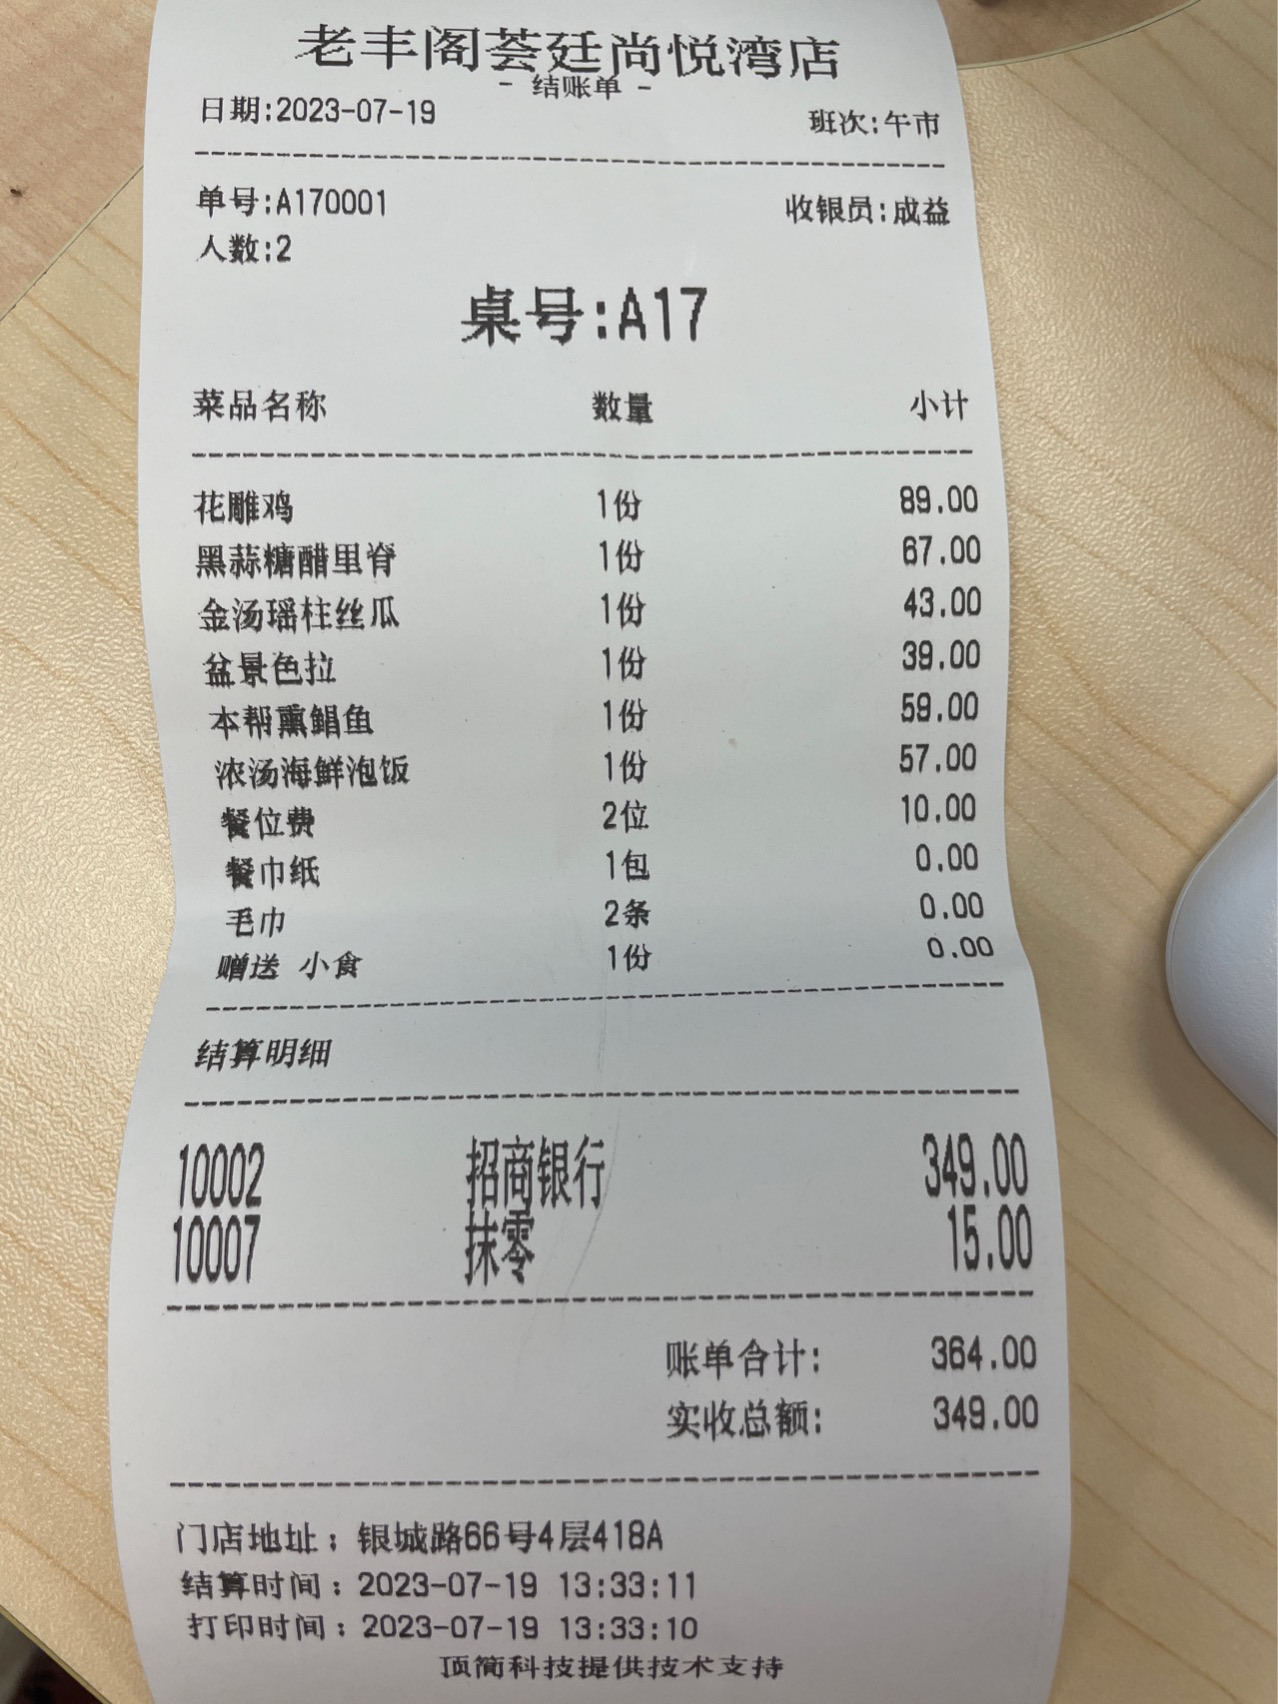 老丰阁荟廷尚悦湾店
- 结账单 -
日期:2023-07-19 班次:午市
单号:A170001 收银员:成益
人数:2
桌号:A17
菜品名称 数量 小计
花雕鸡 1份 89.00
黑蒜糖醋里脊 1份 67.00
金汤瑶柱丝瓜 1份 43.00
盆景色拉 1份 39.00
本帮熏鲳鱼 1份 59.00
浓汤海鲜泡饭 1份 57.00
餐位费 2位 10.00
餐巾纸 1包 0.00
毛巾 2条 0.00
赠送 小食 1份 0.00
结算明细
10002 招商银行 349.00
10007 抹零 15.00
账单合计: 364.00
实收总额: 349.00
门店地址：银城路66号4层418A
结算时间：2023-07-19 13:33:11
打印时间：2023-07-19 13:33:10
顶简科技提供技术支持